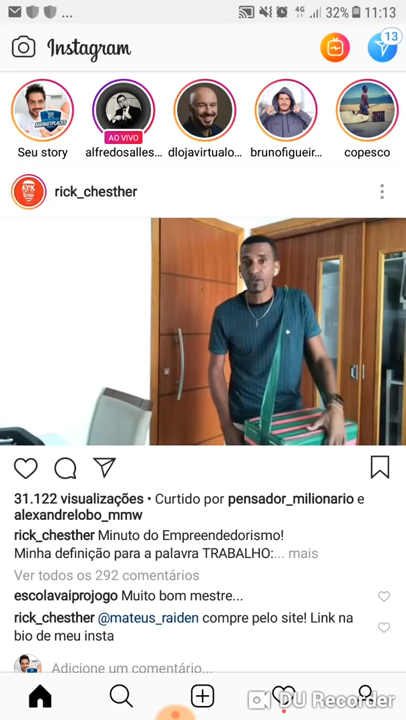 4G
32%
11:13
Instagram
13
MARKETPLACES
AO VIVO
Seu story
alfredosalles...
dlojavirtualo...
brunofigueir...
copesco
rick_chesther
31.122 visualizações • Curtido por pensador_milionario e
alexandrelobo_mmw
rick_chesther Minuto do Empreendedorismo!
Minha definição para a palavra TRABALHO:... mais
Ver todos os 292 comentários
escolavaiprojogo Muito bom mestre...
rick_chesther @mateus_raiden compre pelo site! Link na
bio de meu insta
Adicione um comentário...
DU Recorder